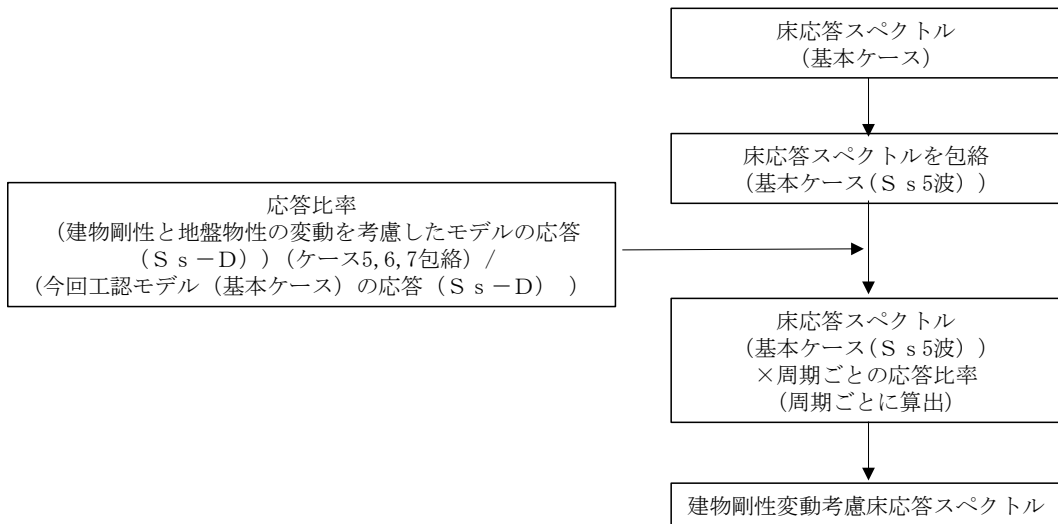 床応答スペクトル
(基本ケース)
床応答スペクトルを包絡
(基本ケース(Ｓｓ5波))
応答比率
(建物剛性と地盤物性の変動を考慮したモデルの応答
(Ｓｓ－Ｄ))(ケース5,6,7包絡)/
(今回工認モデル(基本ケース)の応答(Ｓｓ－Ｄ) )
床応答スペクトル
(基本ケース(Ｓｓ5波))
×周期ごとの応答比率
(周期ごとに算出)
建物剛性変動考慮床応答スペクトル